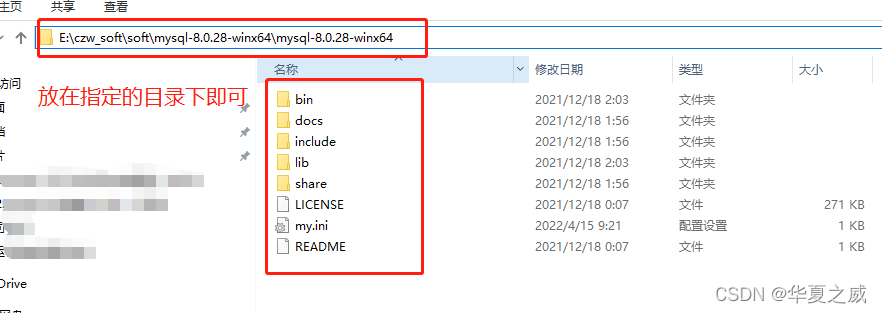 主页 共享 查看
E:\czw_soft\soft\mysql-8.0.28-winx64\mysql-8.0.28-winx64
名称 修改日期 类型 大小
访问
放在指定的目录下即可
bin 2021/12/18 2:03 文件夹
docs 2021/12/18 1:56 文件夹
include 2021/12/18 1:56 文件夹
lib 2021/12/18 2:03 文件夹
share 2021/12/18 1:56 文件夹
LICENSE 2021/12/18 0:07 文件 271 KB
my.ini 2022/4/15 9:21 配置设置 1 KB
README 2021/12/18 0:07 文件 1 KB
Drive
CSDN @华夏之威